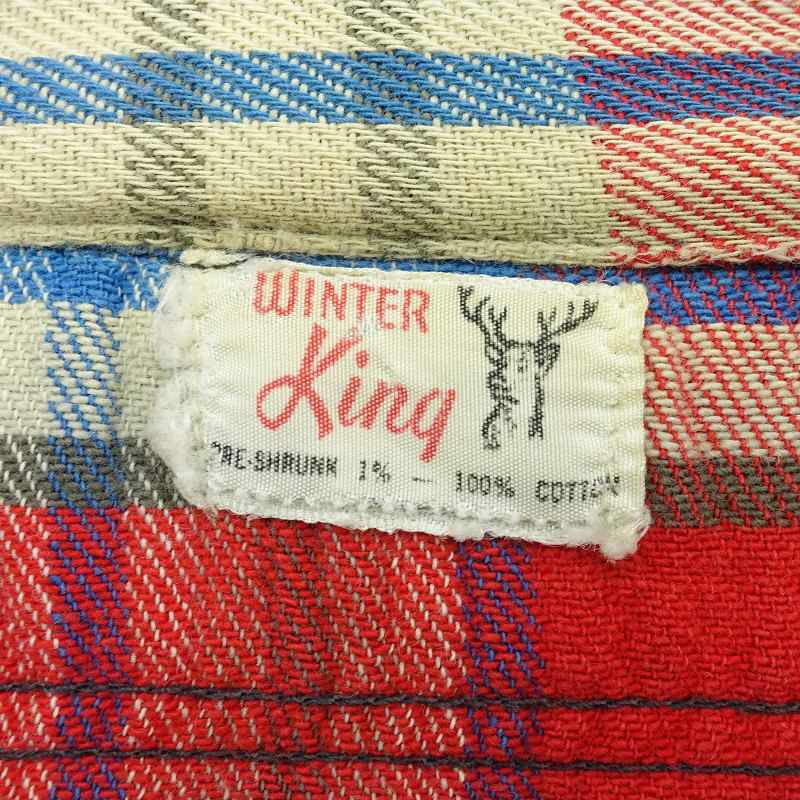 WINTER
King
PRE-SHRUNK 1% — 100% COTTON